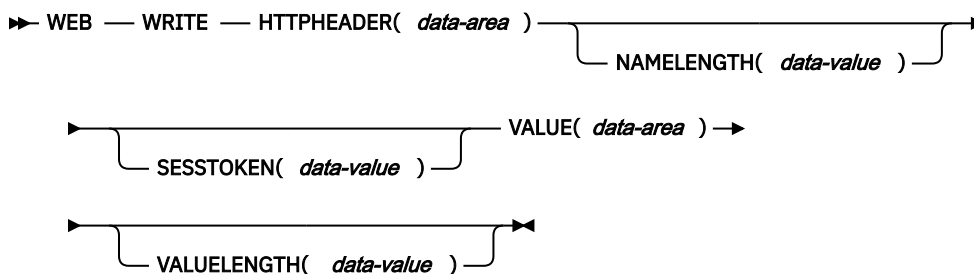 WEB WRITE HTTPHEADER( data-area )
NAMELENGTH( data-value )
VALUE( data-area )
SESSTOKEN( data-value )
VALUELENGTH( data-value )